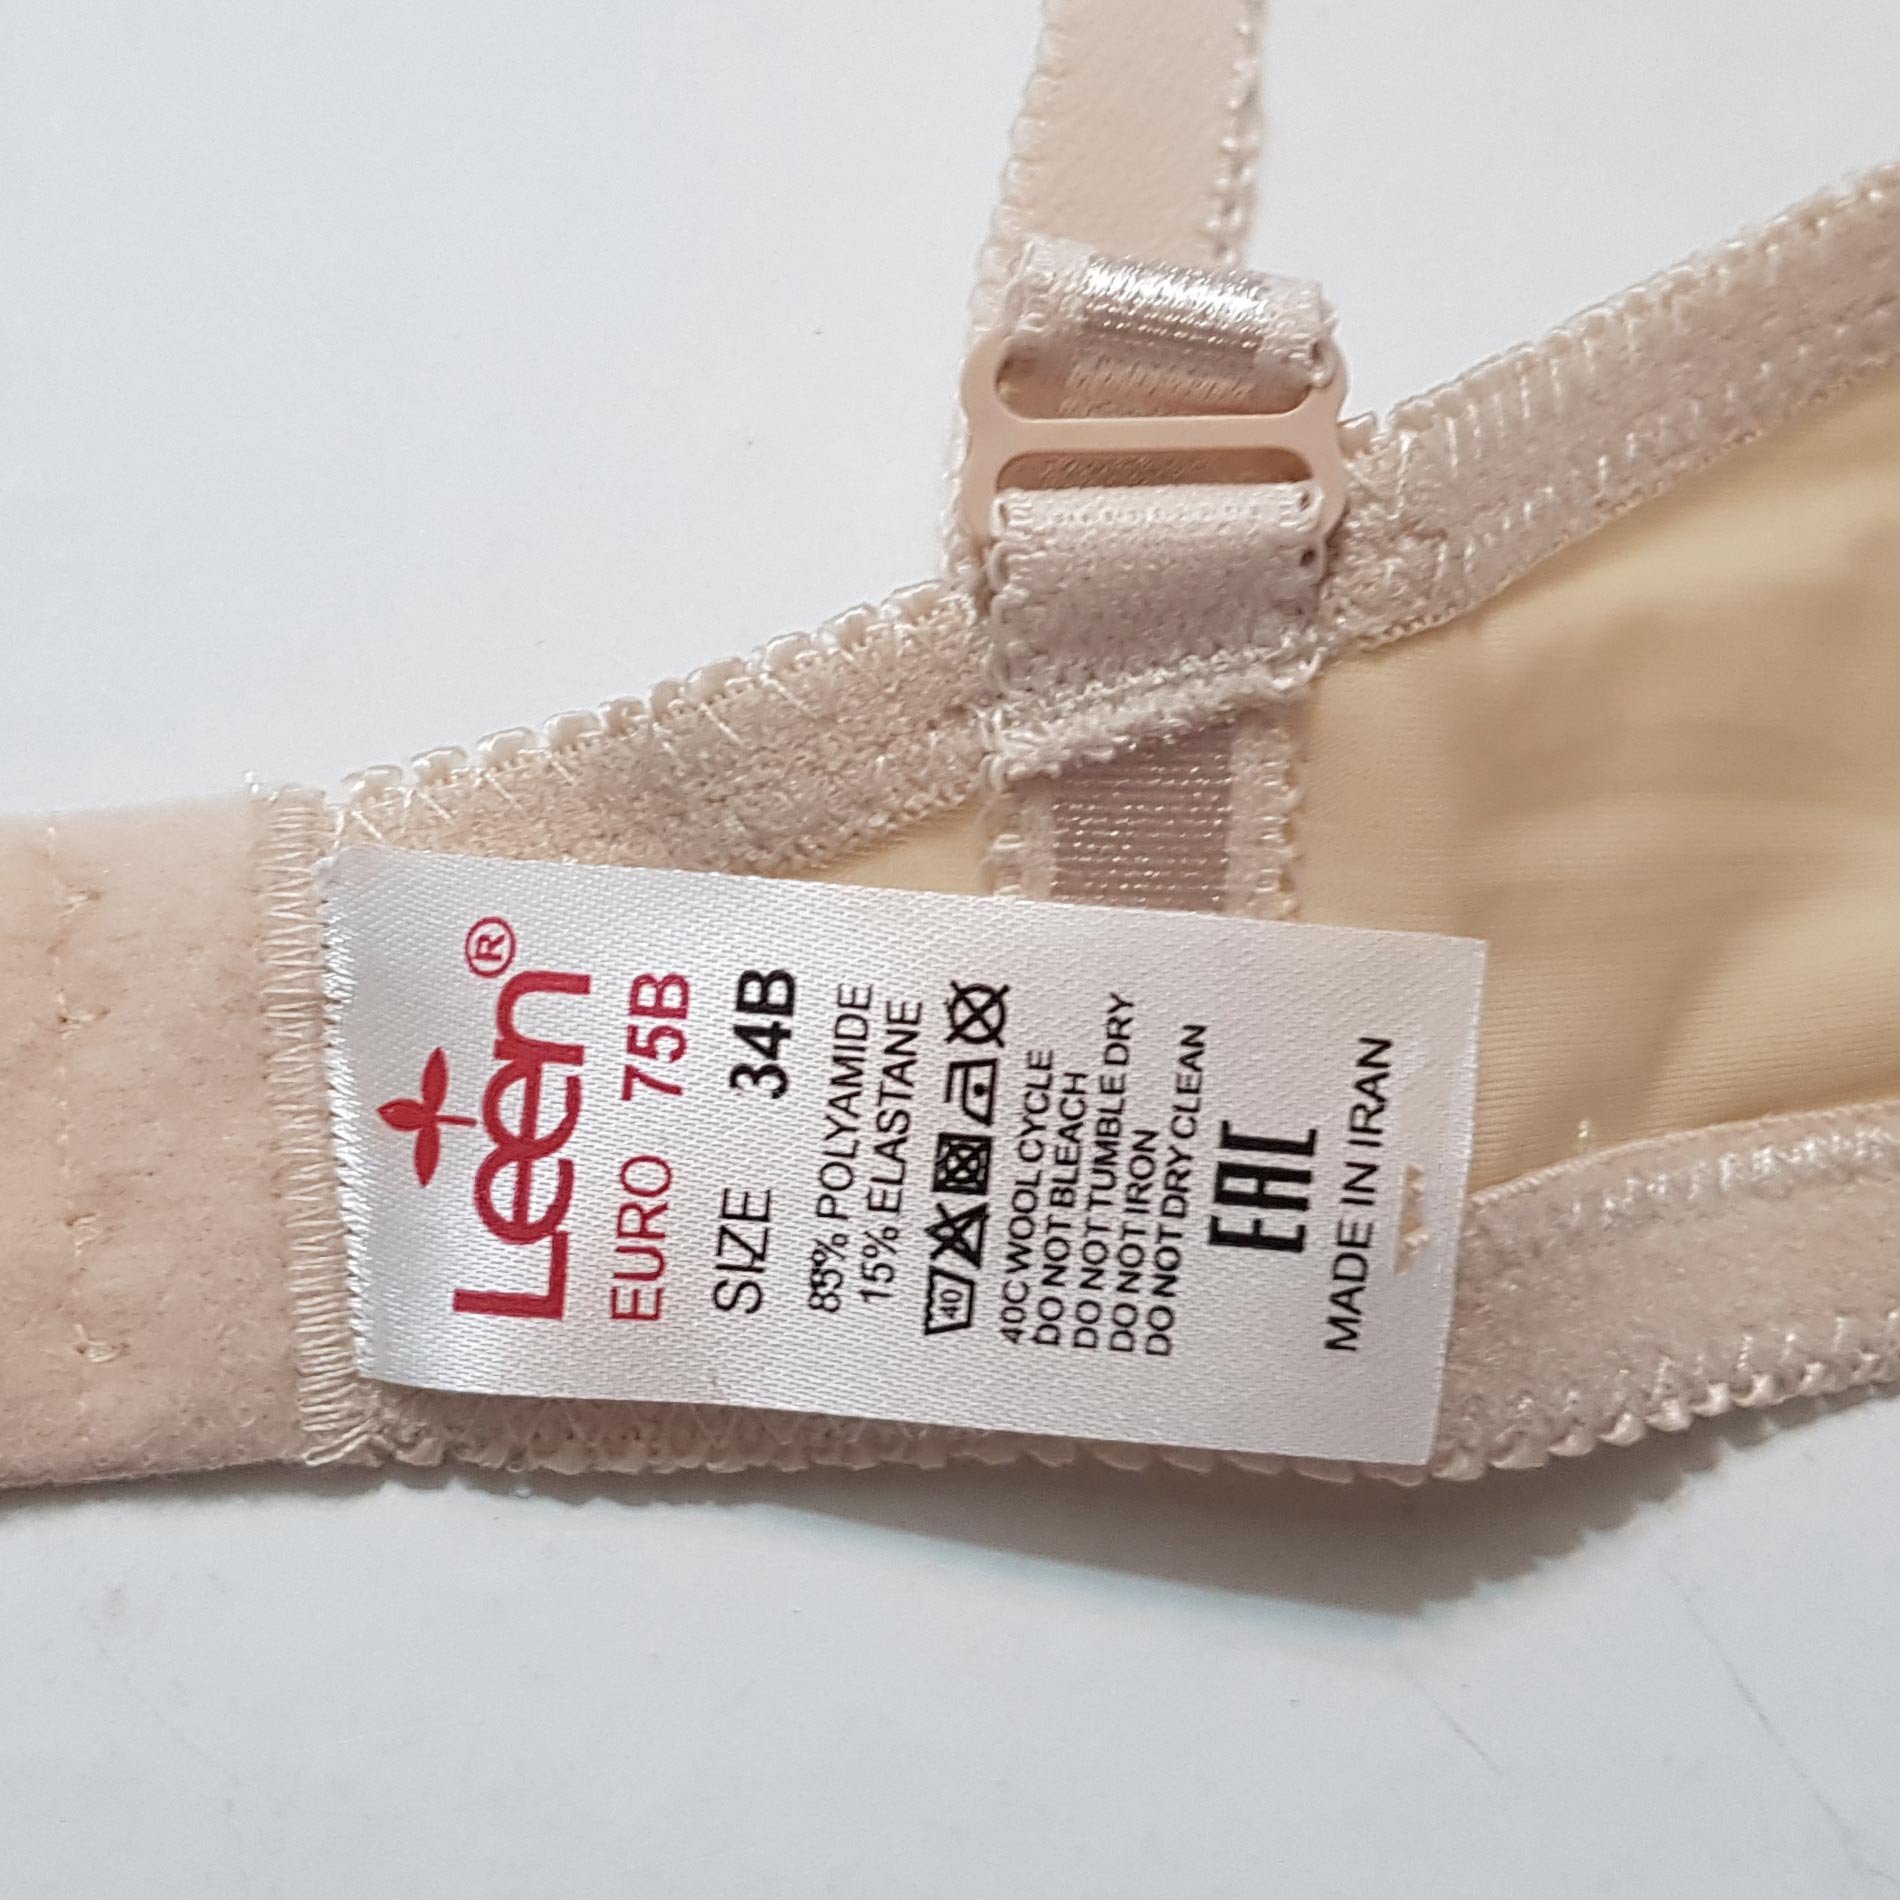 Leen®
EURO 75B
SIZE 34B
85% POLYAMIDE
15% ELASTANE
40
40C WOOL CYCLE
DO NOT BLEACH
DO NOT TUMBLE DRY
DO NOT IRON
DO NOT DRY CLEAN
EAC
MADE IN IRAN